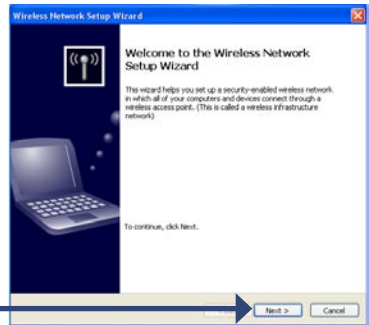 Wireless Network Setup Wizard
Welcome to the Wireless Network
Setup Wizard
This wizard helps you set up a security-enabled wireless network
in which all of your computers and devices connect through a
wireless access point. (This is called a wireless infrastructure
network)
To continue, click Next.
Next >
Cancel